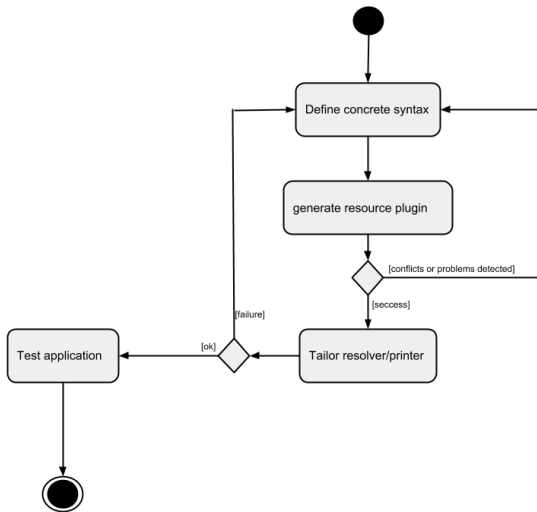 Define concrete syntax
generate resource plugin
[conflicts or problems detected]
[seccess]
[failure]
[ok]
Test application
Tailor resolver/printer